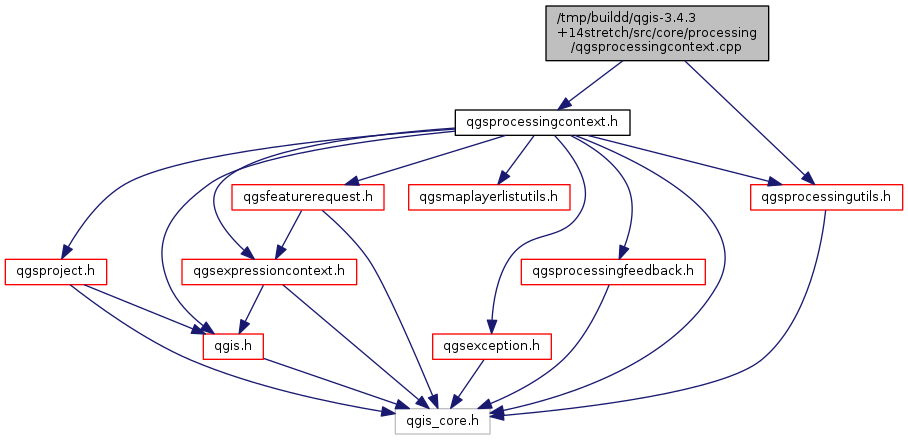 /tmp/buildd/qgis-3.4.3
+14stretch/src/core/processing
/qgsprocessingcontext.cpp
qgsprocessingcontext.h
qgsfeaturerequest.h
qgsmaplayerlistutils.h
qgsprocessingutils.h
qgsproject.h
qgsexpressioncontext.h
qgsprocessingfeedback.h
qgis.h
qgsexception.h
qgis_core.h